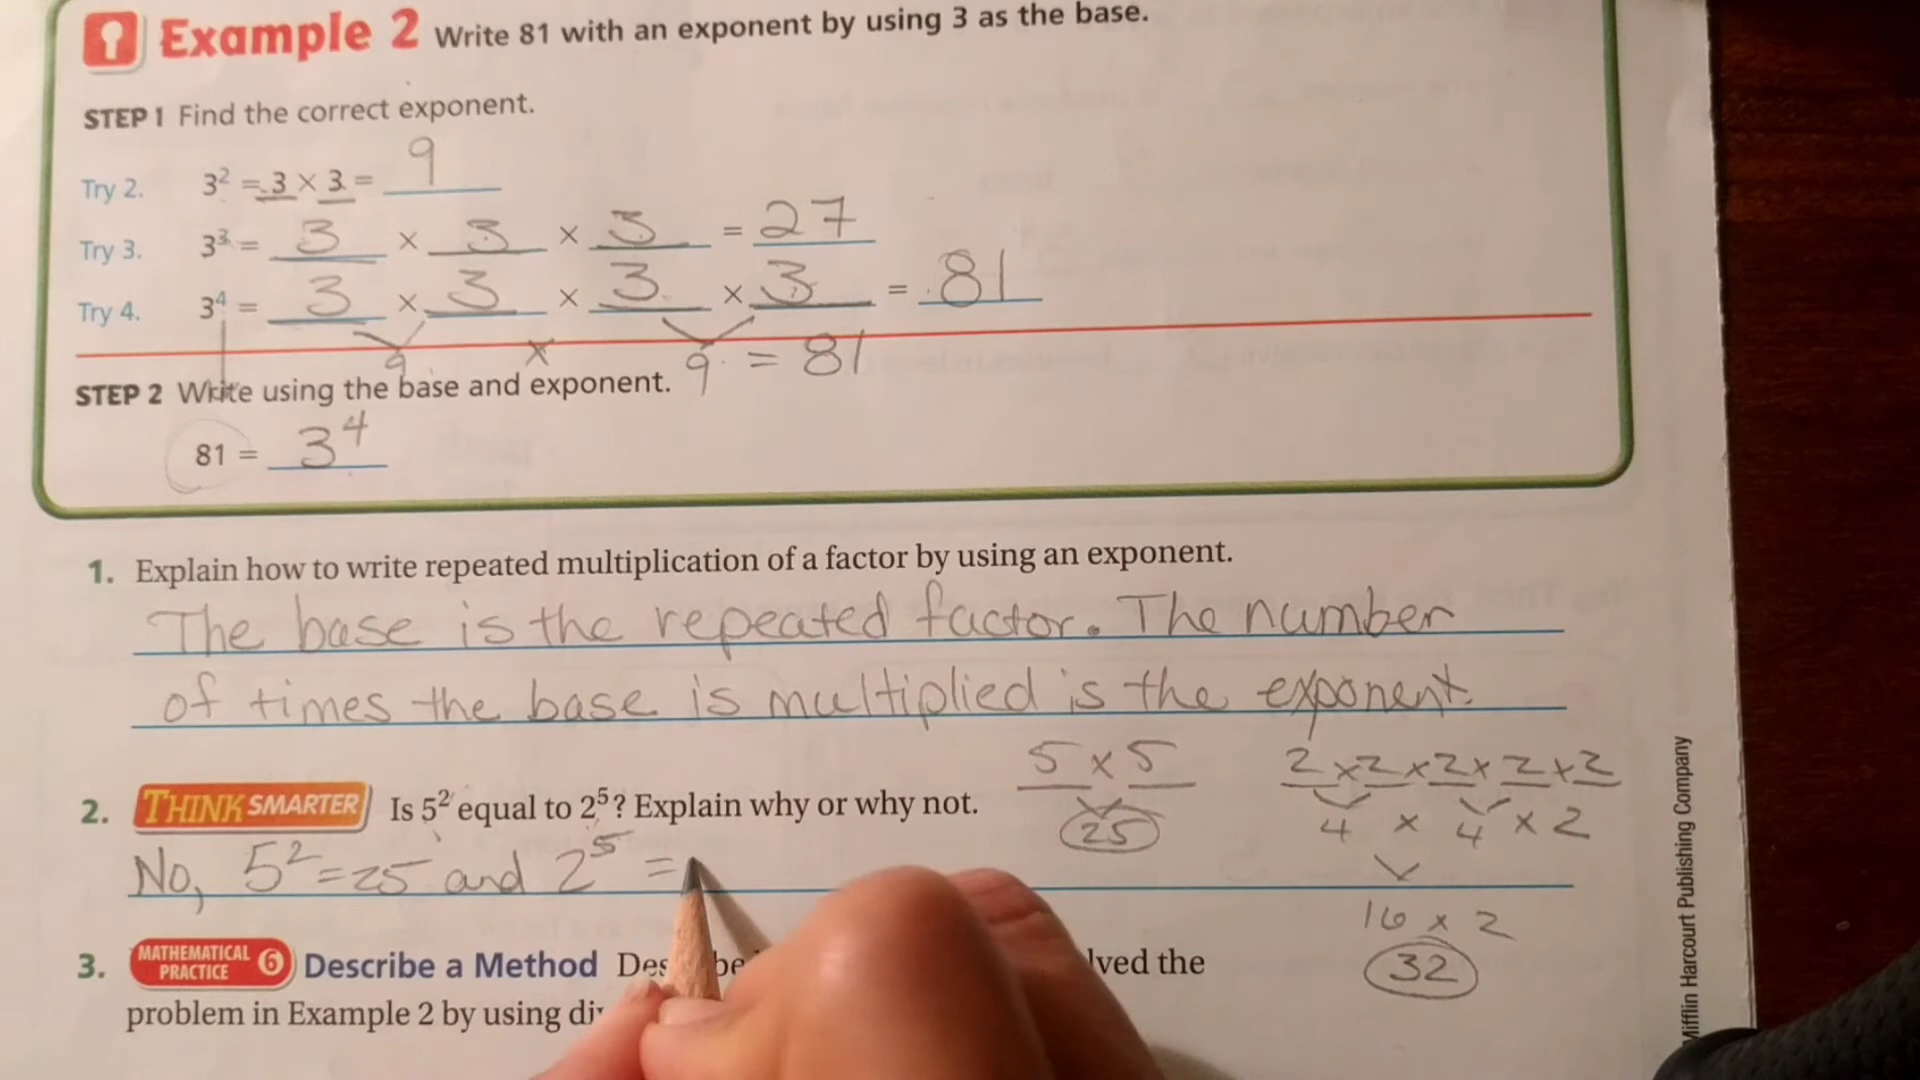 Example 2 Write 81 with an exponent by using 3 as the base.
STEP 1 Find the correct exponent.
Try 2. 3² = 3 × 3 = 9
Try 3. 3³ = 3 × 3 × 3 = 27
Try 4. 3⁴ = 3 × 3 × 3 × 3 = 81
9 × 9 = 81
STEP 2 Write using the base and exponent.
81 = 3⁴
1. Explain how to write repeated multiplication of a factor by using an exponent.
The base is the repeated factor. The number
of times the base is multiplied is the exponent.
2. THINK SMARTER Is 5² equal to 2⁵? Explain why or why not.
5 × 5
25
2 × 2 × 2 × 2 × 2
4 × 4 × 2
16 × 2
32
No, 5² = 25 and 2⁵ =
3. MATHEMATICAL PRACTICE 6 Describe a Method the
problem in Example 2 by using
Harcourt Publishing Company